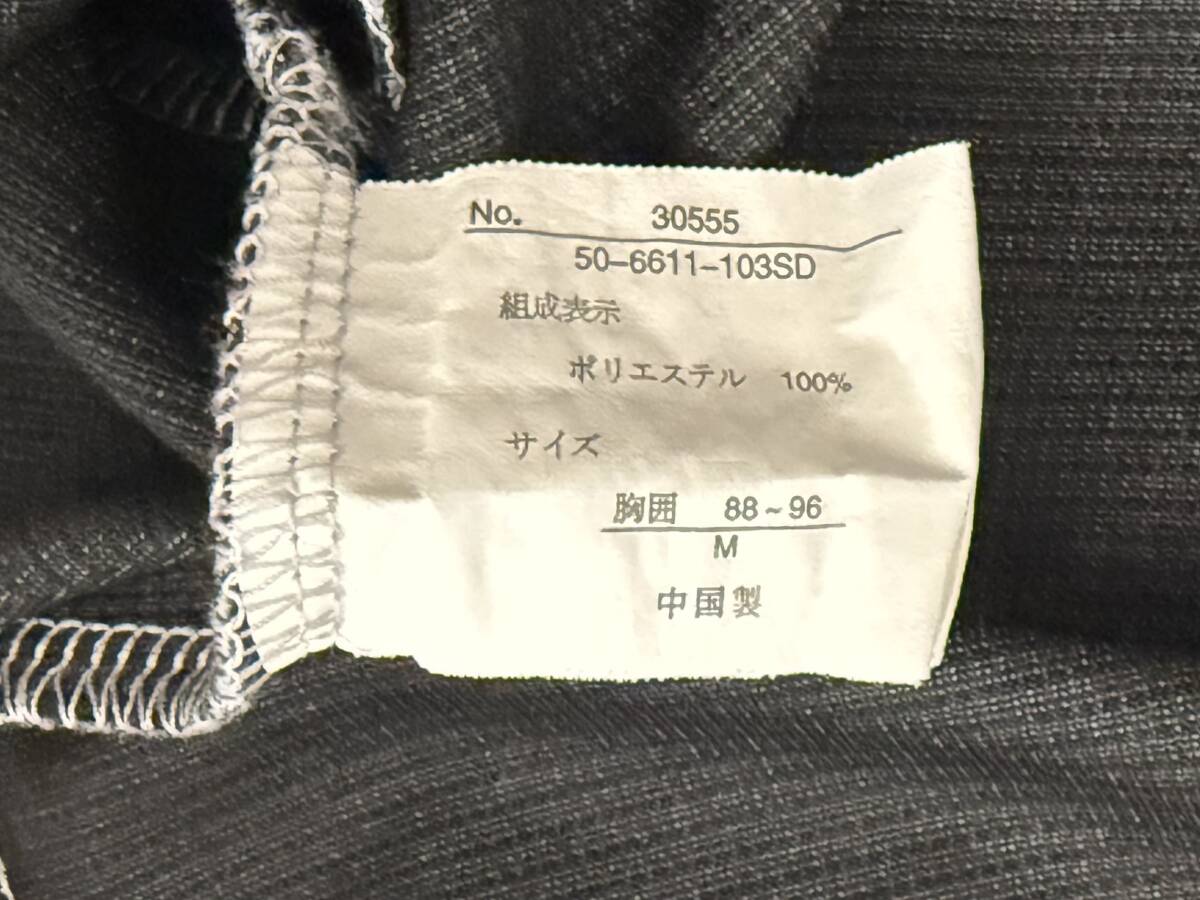 No. 30555
50-6611-103SD
組成表示
ポリエステル 100%
サイズ
胸囲 88~96
M
中国製